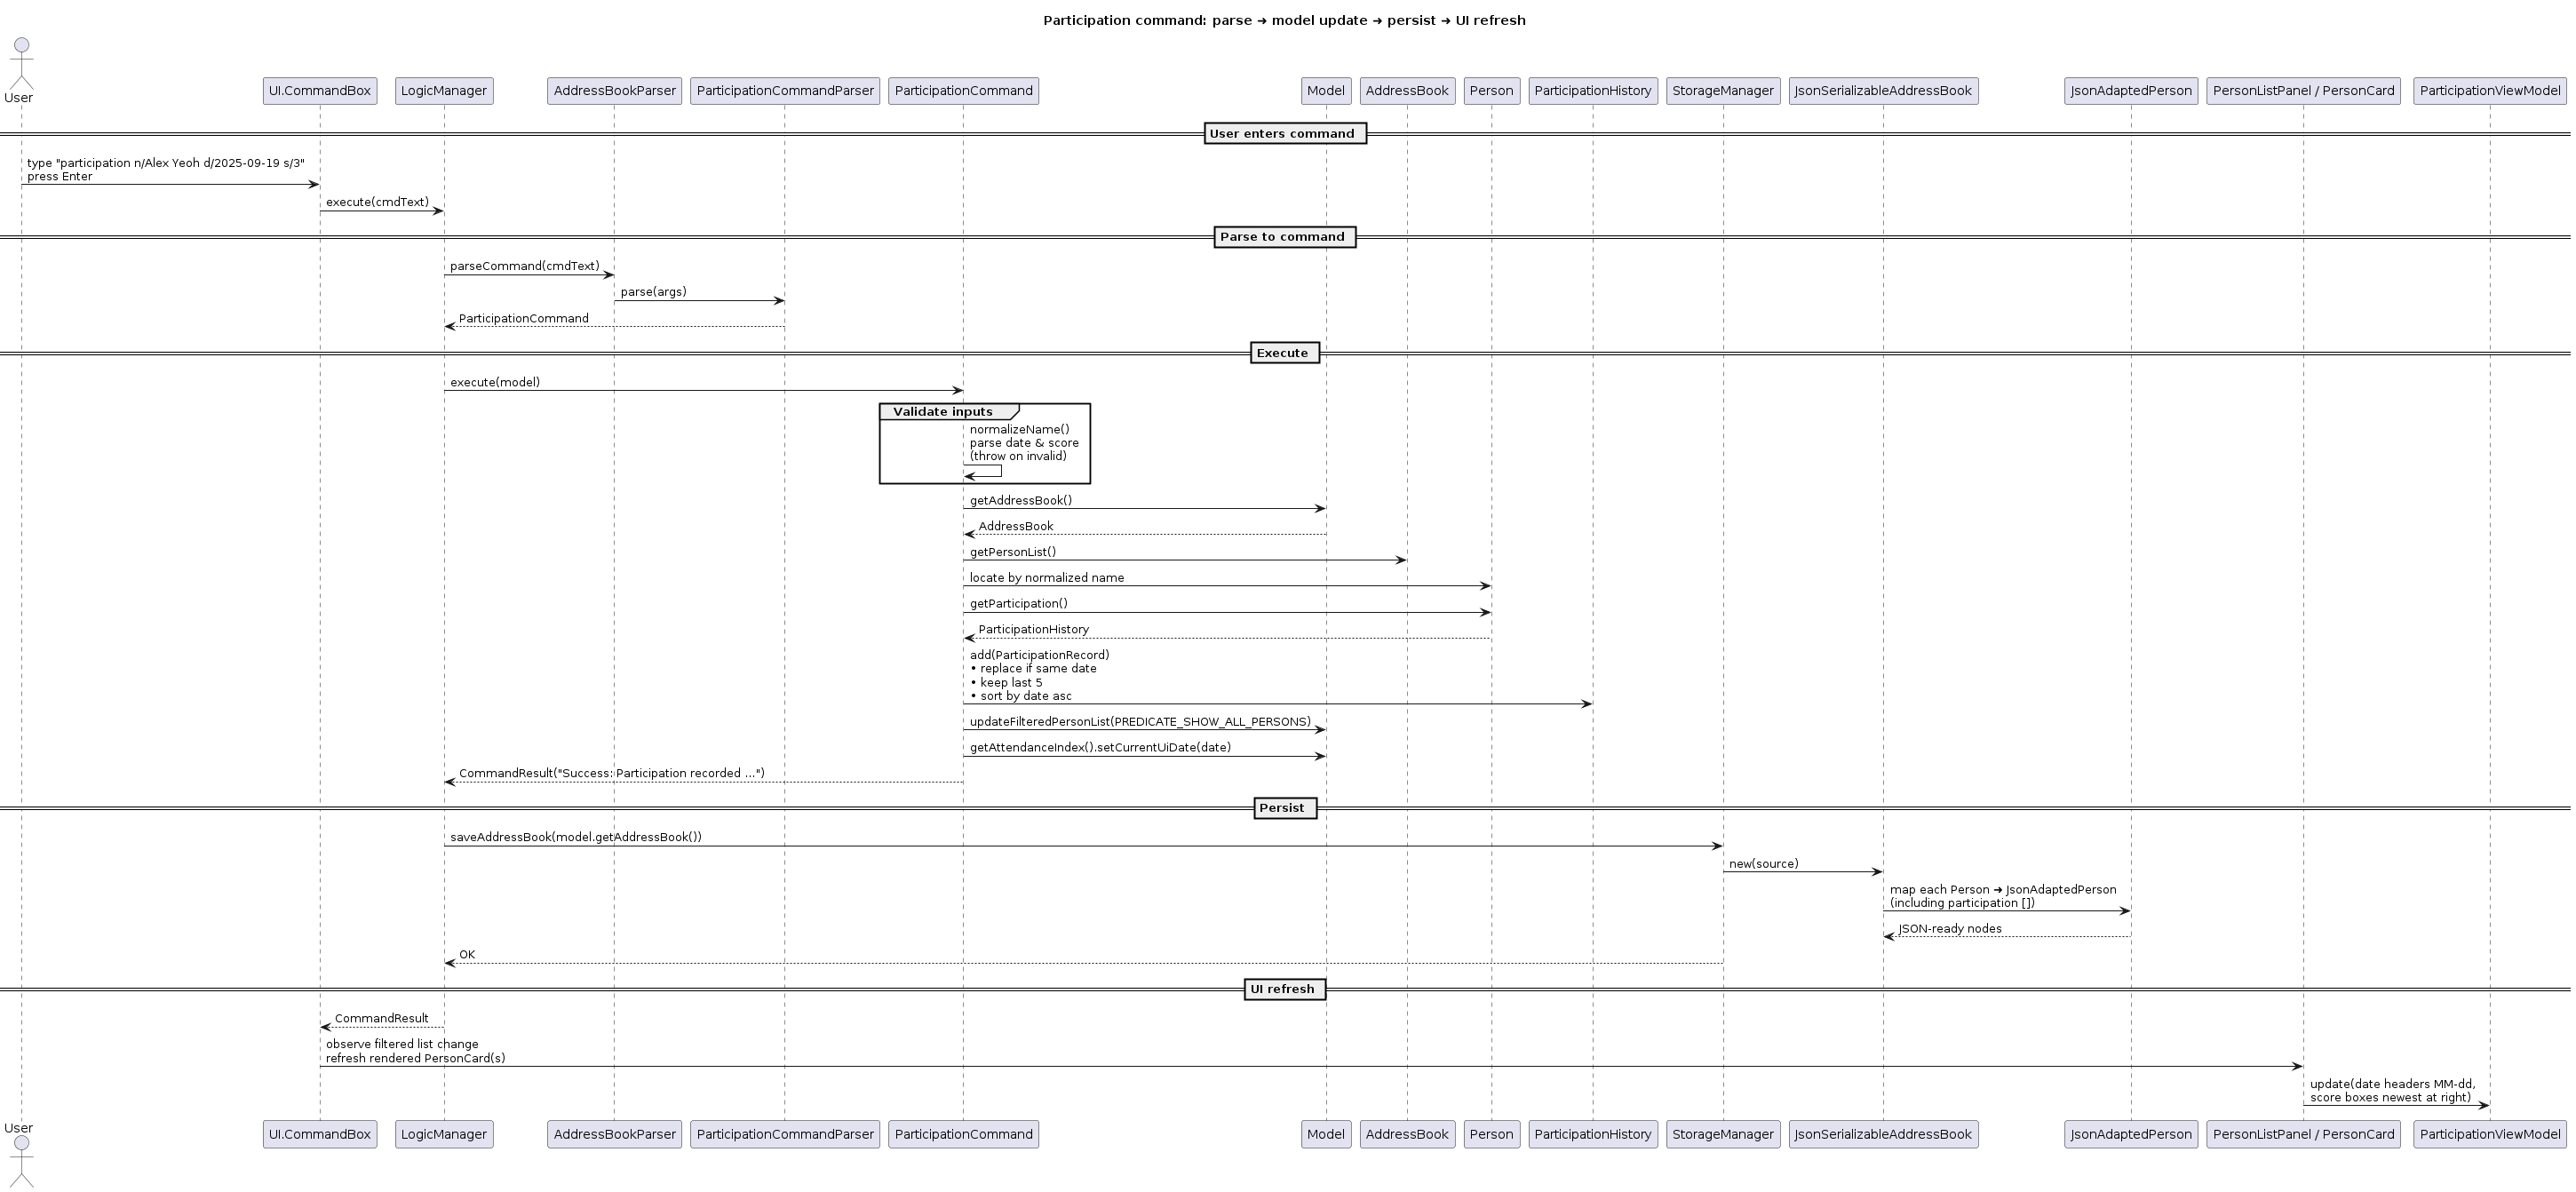 Participation command: parse ➜ model update ➜ persist ➜ UI refresh
User
UI.CommandBox
LogicManager
AddressBookParser
ParticipationCommandParser
ParticipationCommand
Model
AddressBook
Person
ParticipationHistory
StorageManager
JsonSerializableAddressBook
JsonAdaptedPerson
PersonListPanel / PersonCard
ParticipationViewModel
User enters command
type "participation n/Alex Yeoh d/2025-09-19 s/3"
press Enter
execute(cmdText)
Parse to command
parseCommand(cmdText)
parse(args)
ParticipationCommand
Execute
execute(model)
Validate inputs
normalizeName()
parse date & score
(throw on invalid)
getAddressBook()
AddressBook
getPersonList()
locate by normalized name
getParticipation()
ParticipationHistory
add(ParticipationRecord)
• replace if same date
• keep last 5
• sort by date asc
updateFilteredPersonList(PREDICATE_SHOW_ALL_PERSONS)
getAttendanceIndex().setCurrentUiDate(date)
CommandResult("Success: Participation recorded ...")
Persist
saveAddressBook(model.getAddressBook())
new(source)
map each Person ➜ JsonAdaptedPerson
(including participation [])
JSON-ready nodes
OK
UI refresh
CommandResult
observe filtered list change
refresh rendered PersonCard(s)
update(date headers MM-dd,
score boxes newest at right)
User
UI.CommandBox
LogicManager
AddressBookParser
ParticipationCommandParser
ParticipationCommand
Model
AddressBook
Person
ParticipationHistory
StorageManager
JsonSerializableAddressBook
JsonAdaptedPerson
PersonListPanel / PersonCard
ParticipationViewModel